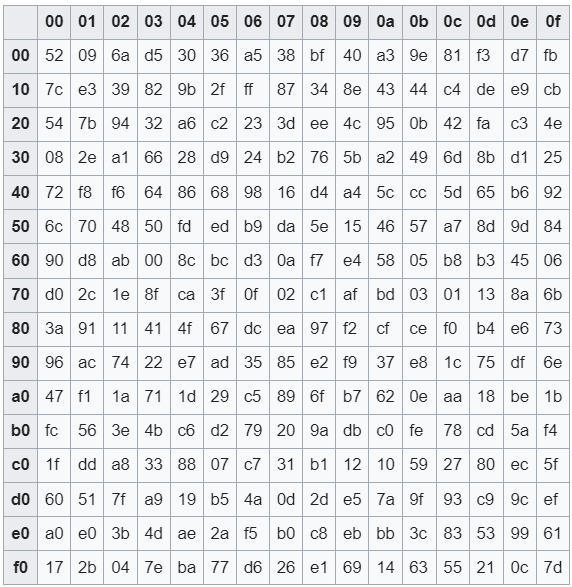 00 01 02 03 04 05 06 07 08 09 0a 0b 0c 0d 0e 0f
00 52 09 6a d5 30 36 a5 38 bf 40 a3 9e 81 f3 d7 fb
10 7c e3 39 82 9b 2f ff 87 34 8e 43 44 c4 de e9 cb
20 54 7b 94 32 a6 c2 23 3d ee 4c 95 0b 42 fa c3 4e
30 08 2e a1 66 28 d9 24 b2 76 5b a2 49 6d 8b d1 25
40 72 f8 f6 64 86 68 98 16 d4 a4 5c cc 5d 65 b6 92
50 6c 70 48 50 fd ed b9 da 5e 15 46 57 a7 8d 9d 84
60 90 d8 ab 00 8c bc d3 0a f7 e4 58 05 b8 b3 45 06
70 d0 2c 1e 8f ca 3f 0f 02 c1 af bd 03 01 13 8a 6b
80 3a 91 11 41 4f 67 dc ea 97 f2 cf ce f0 b4 e6 73
90 96 ac 74 22 e7 ad 35 85 e2 f9 37 e8 1c 75 df 6e
a0 47 f1 1a 71 1d 29 c5 89 6f b7 62 0e aa 18 be 1b
b0 fc 56 3e 4b c6 d2 79 20 9a db c0 fe 78 cd 5a f4
c0 1f dd a8 33 88 07 c7 31 b1 12 10 59 27 80 ec 5f
d0 60 51 7f a9 19 b5 4a 0d 2d e5 7a 9f 93 c9 9c ef
e0 a0 e0 3b 4d ae 2a f5 b0 c8 eb bb 3c 83 53 99 61
f0 17 2b 04 7e ba 77 d6 26 e1 69 14 63 55 21 0c 7d